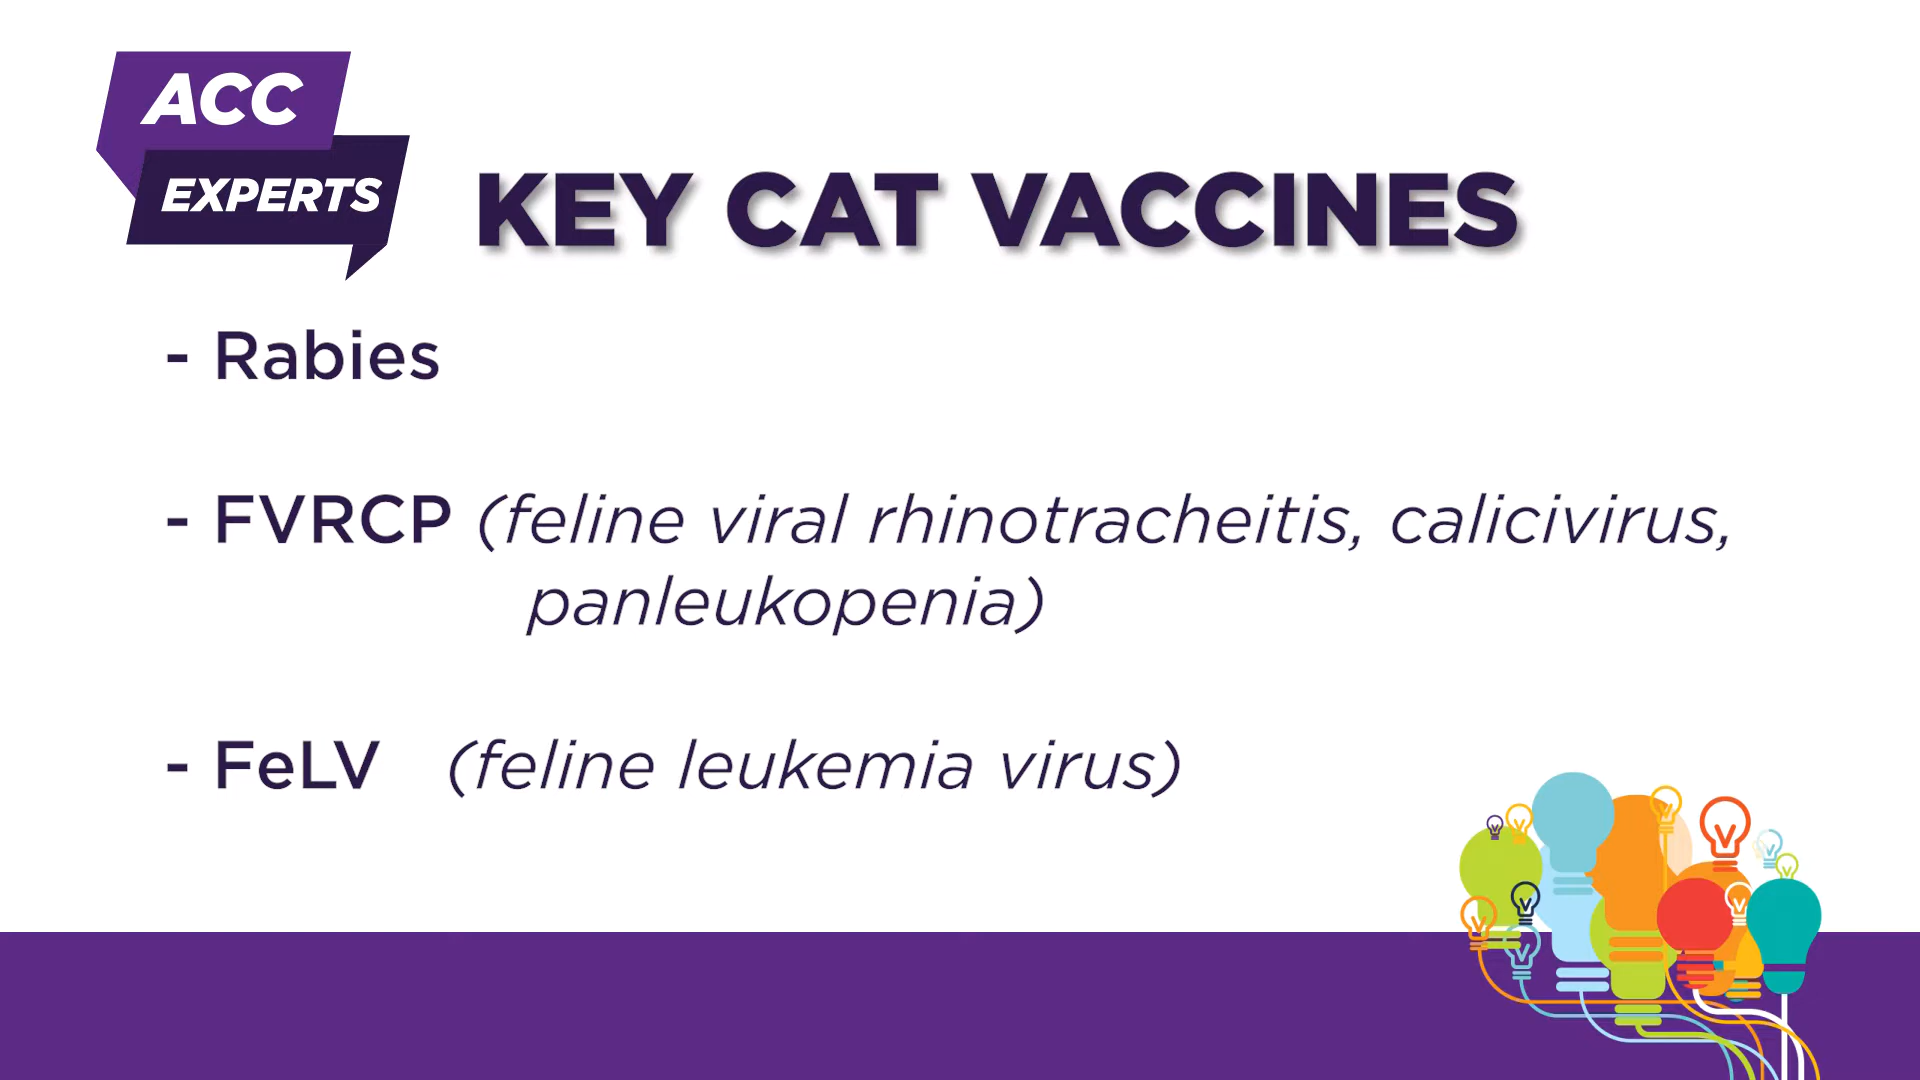 ACC
EXPERTS
KEY CAT VACCINES
- Rabies
- FVRCP (feline viral rhinotracheitis, calicivirus,
panleukopenia)
- FeLV (feline leukemia virus)